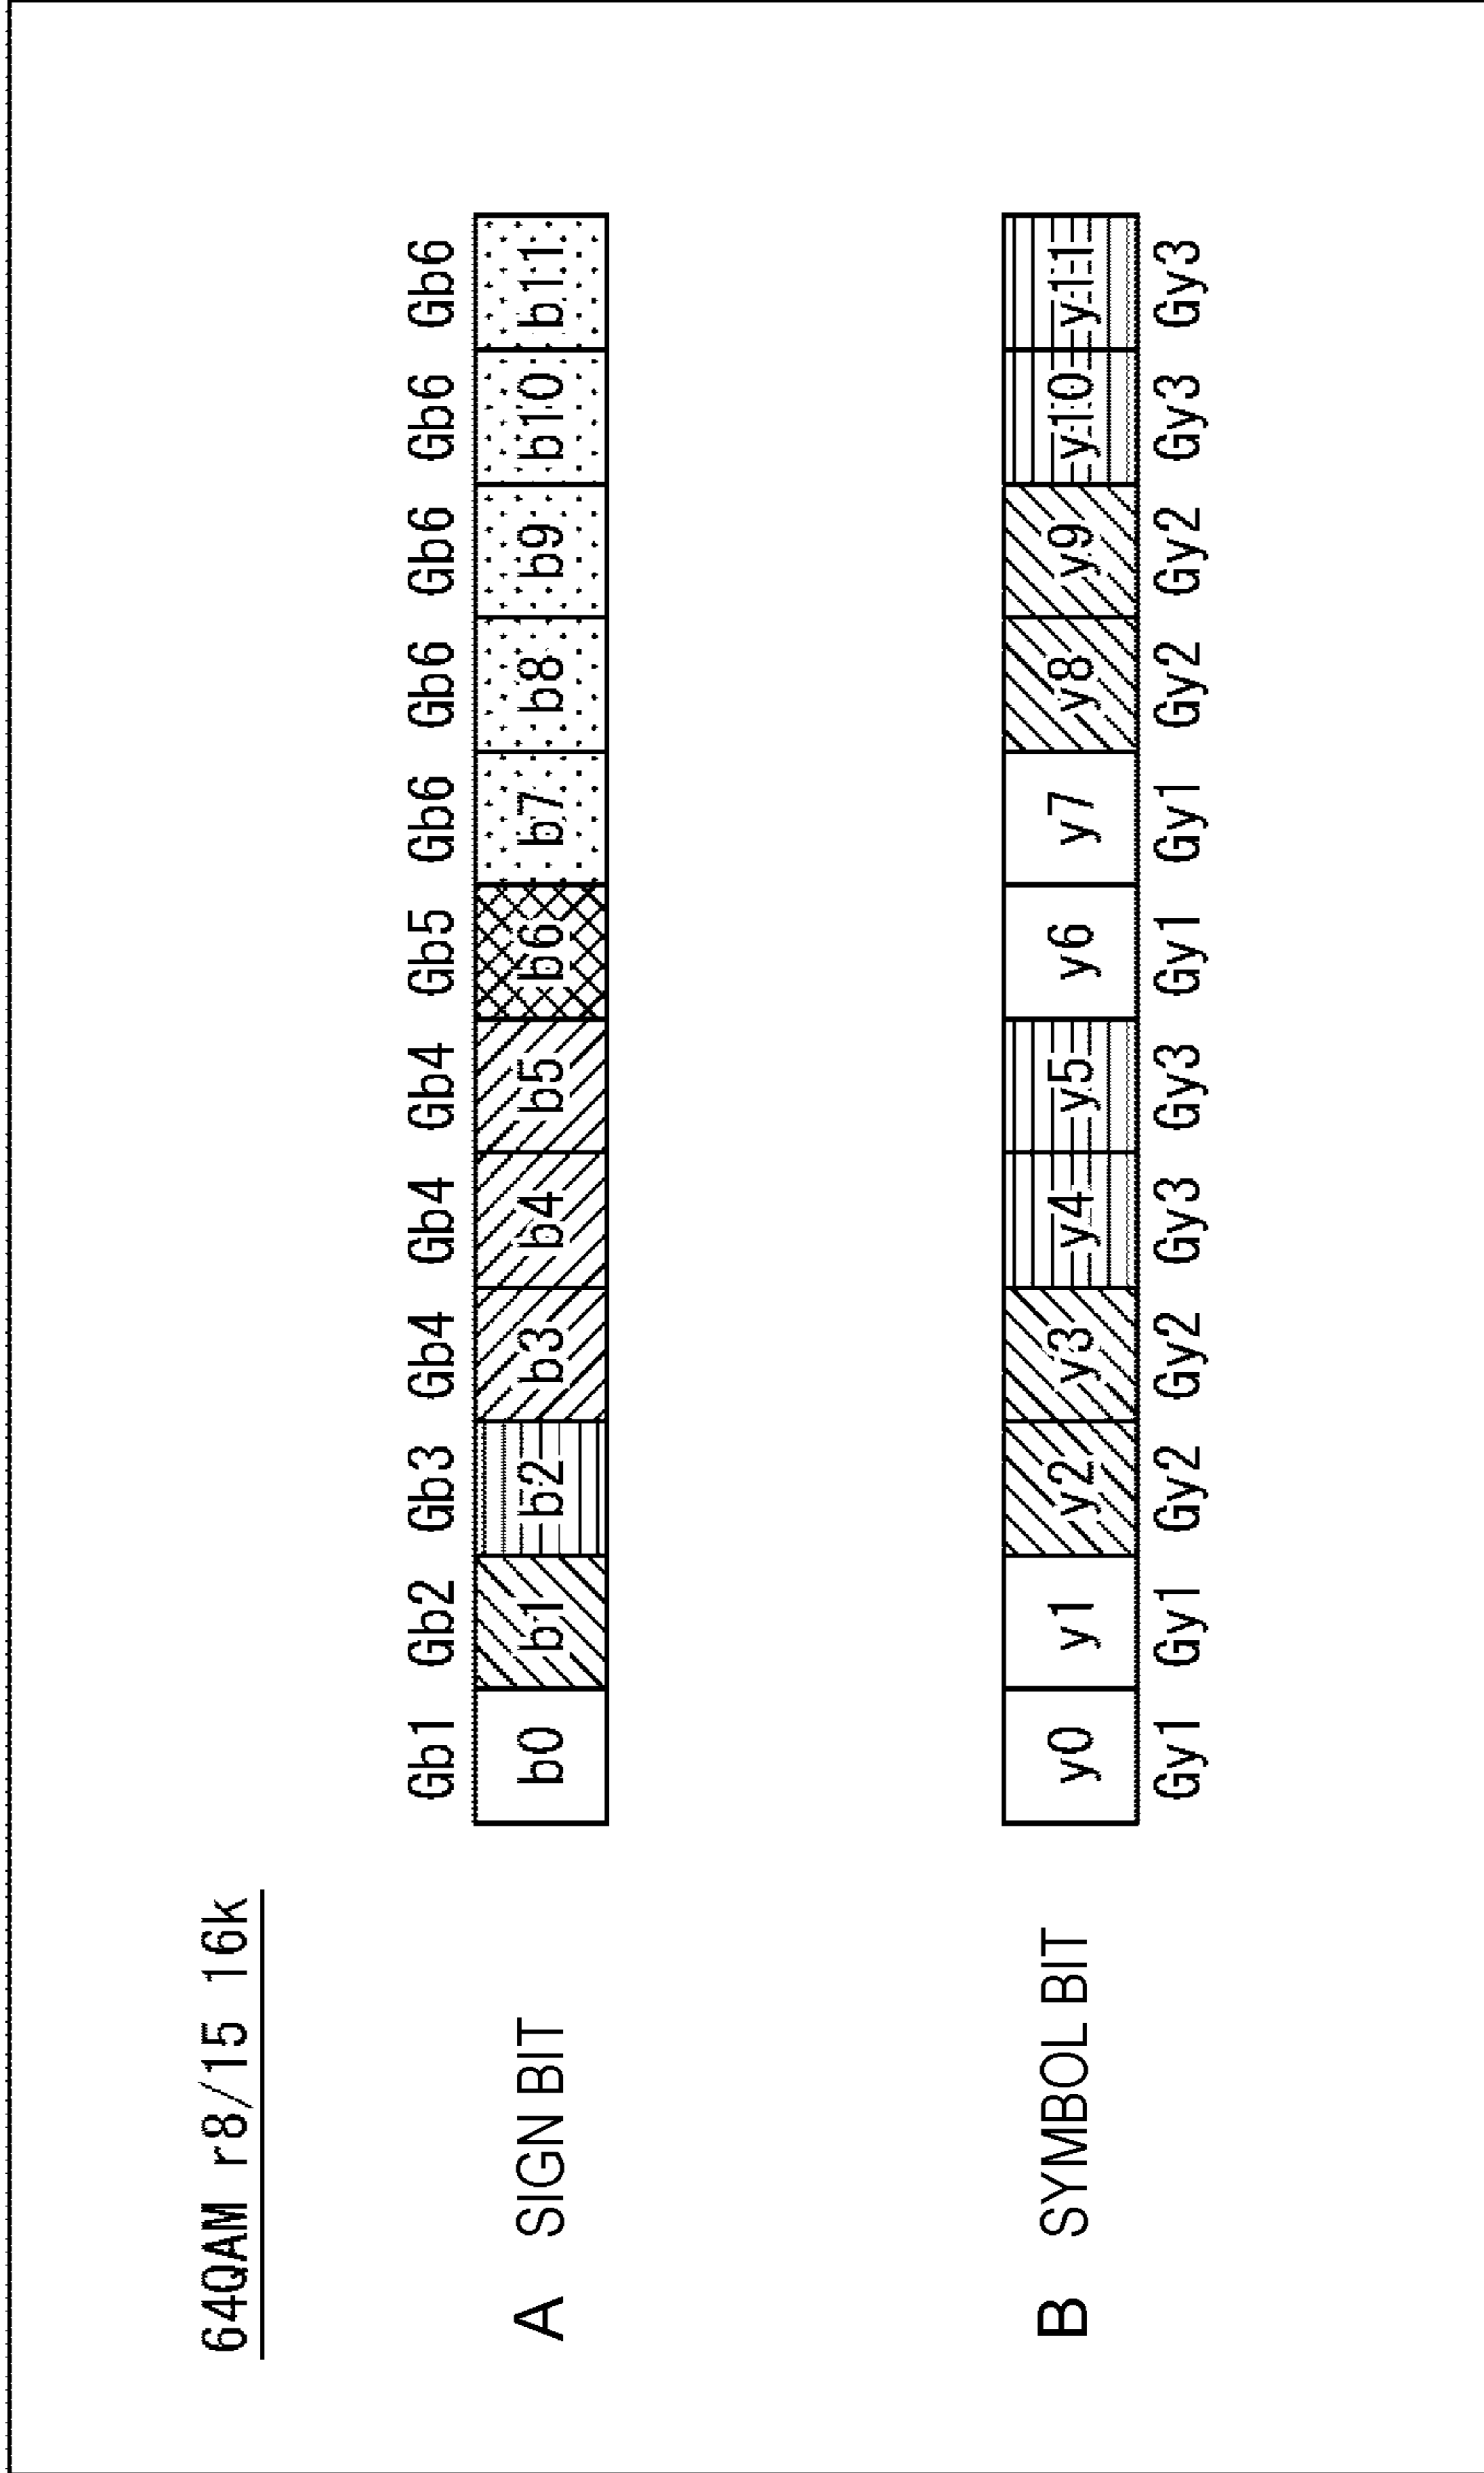 64QAM r8/15 16k
Gb1 Gb2 Gb3 Gb4 Gb4 Gb4 Gb5 Gb6 Gb6 Gb6 Gb6 Gb6
A SIGN BIT b0 b1 b2 b3 b4 b5 b6 b7 b8 b9 b10 b11
B SYMBOL BIT y0 y1 y2 y3 y4 y5 y6 y7 y8 y9 y10 y11
Gy1 Gy1 Gy2 Gy2 Gy3 Gy3 Gy1 Gy1 Gy2 Gy2 Gy3 Gy3